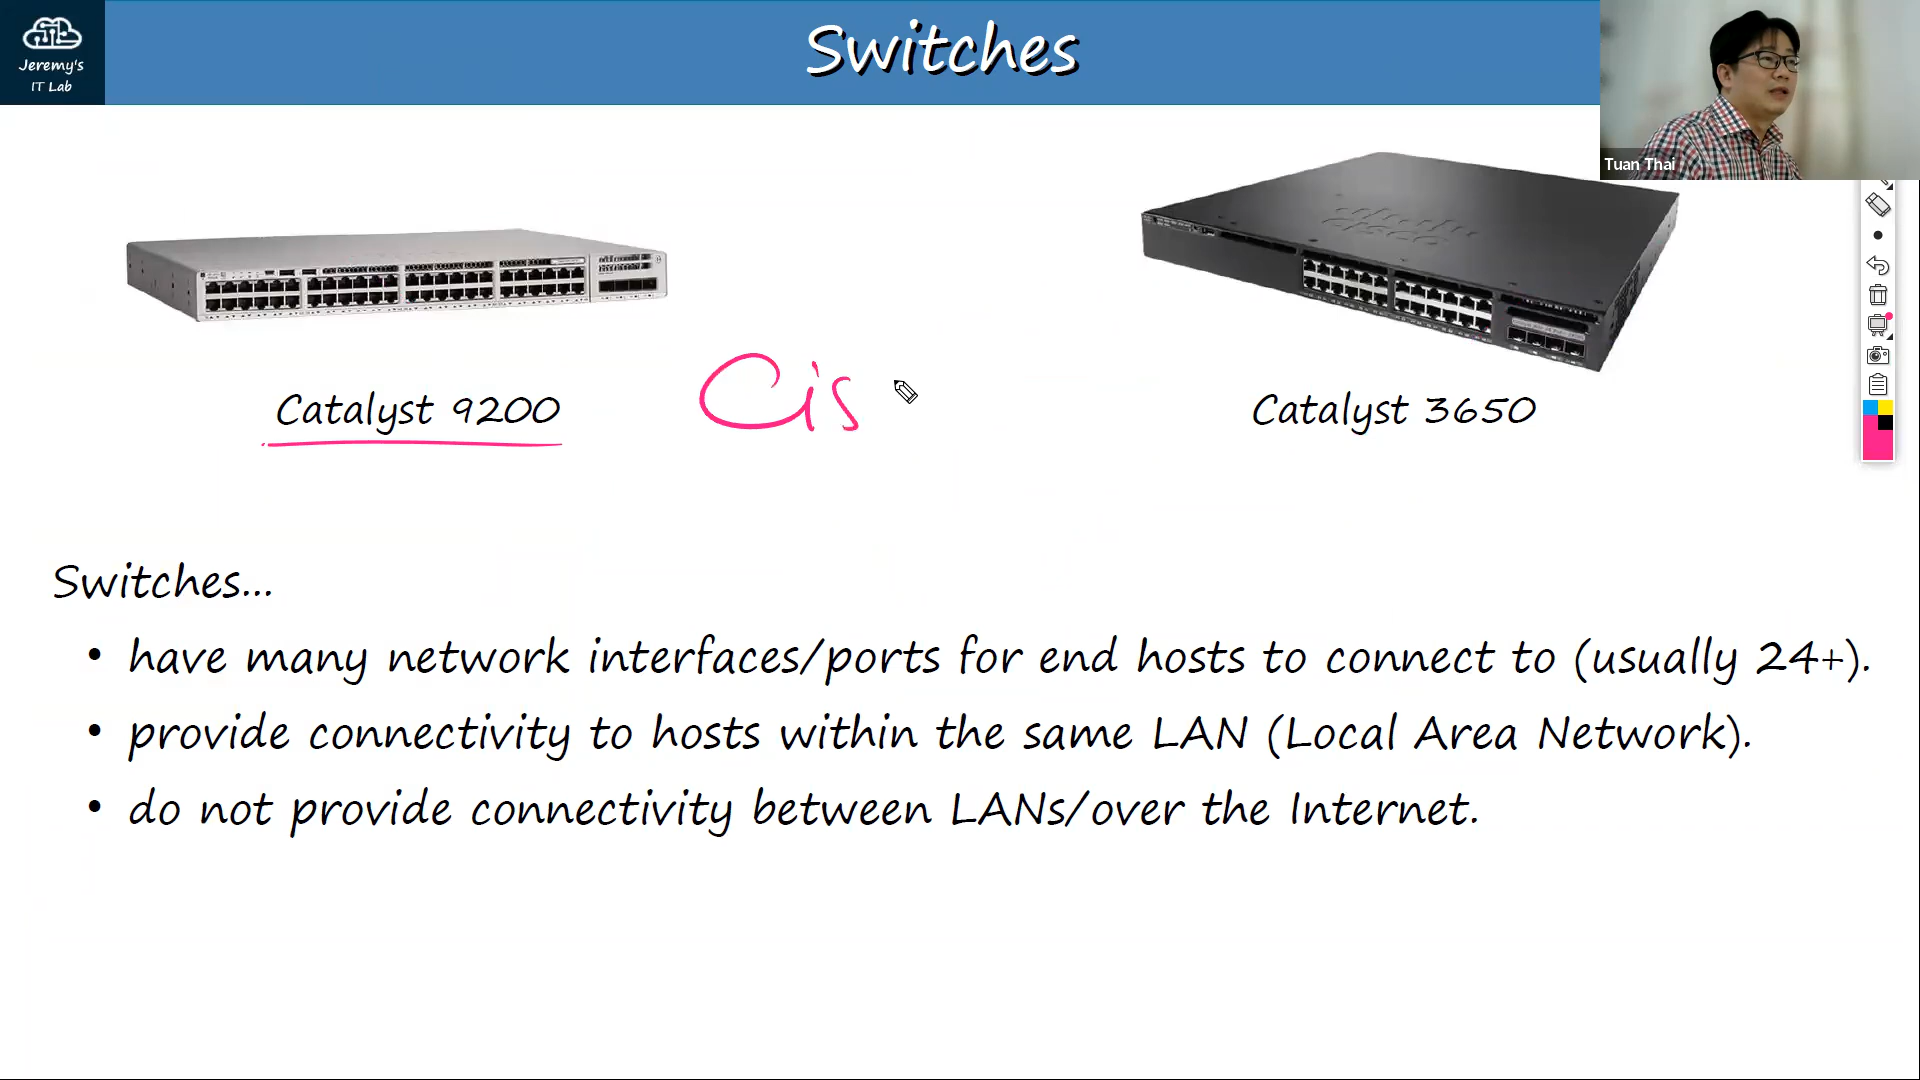 Jeremy's
IT Lab
Switches
Tuan Thai
cisco
Catalyst 9200
Cis
Catalyst 3650
Switches...
• have many network interfaces/ports for end hosts to connect to (usually 24+).
• provide connectivity to hosts within the same LAN (Local Area Network).
• do not provide connectivity between LANs/over the Internet.